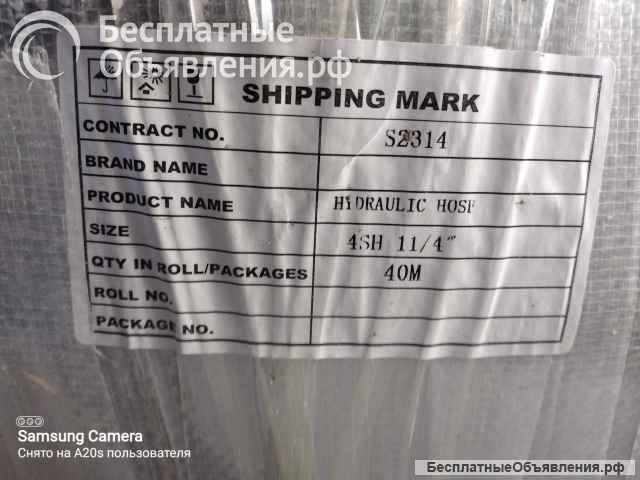 Бесплатные
Объявления.рф
SHIPPING MARK
CONTRACT NO. S2314
BRAND NAME
PRODUCT NAME HYDRAULIC HOSE
SIZE 4SH 11/4"
QTY IN ROLL/PACKAGES 40M
ROLL NO.
PACKAGE NO.
Samsung Camera
Снято на A20s пользователя
БесплатныеОбъявления.рф